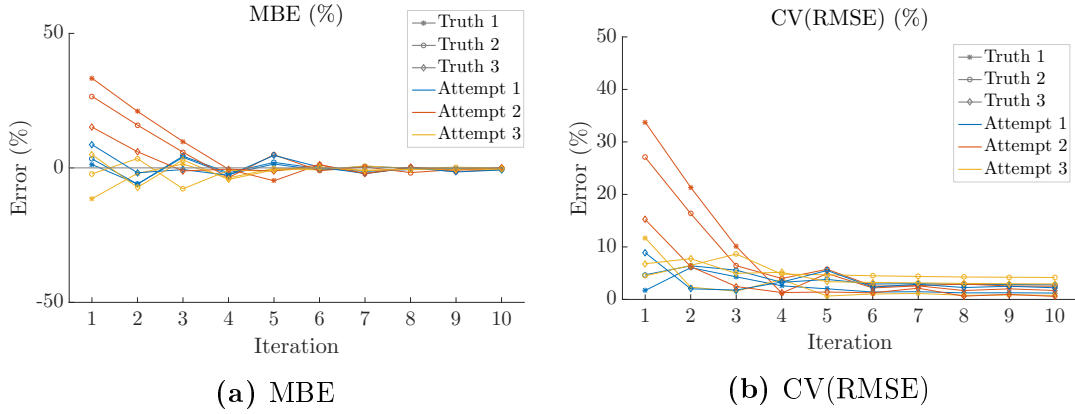 MBE (%)
50
0
-50
Error (%)
1 2 3 4 5 6 7 8 9 10
Iteration
Truth 1
Truth 2
Truth 3
Attempt 1
Attempt 2
Attempt 3
(a) MBE
CV(RMSE) (%)
50
40
30
20
10
0
Error (%)
1 2 3 4 5 6 7 8 9 10
Iteration
Truth 1
Truth 2
Truth 3
Attempt 1
Attempt 2
Attempt 3
(b) CV(RMSE)